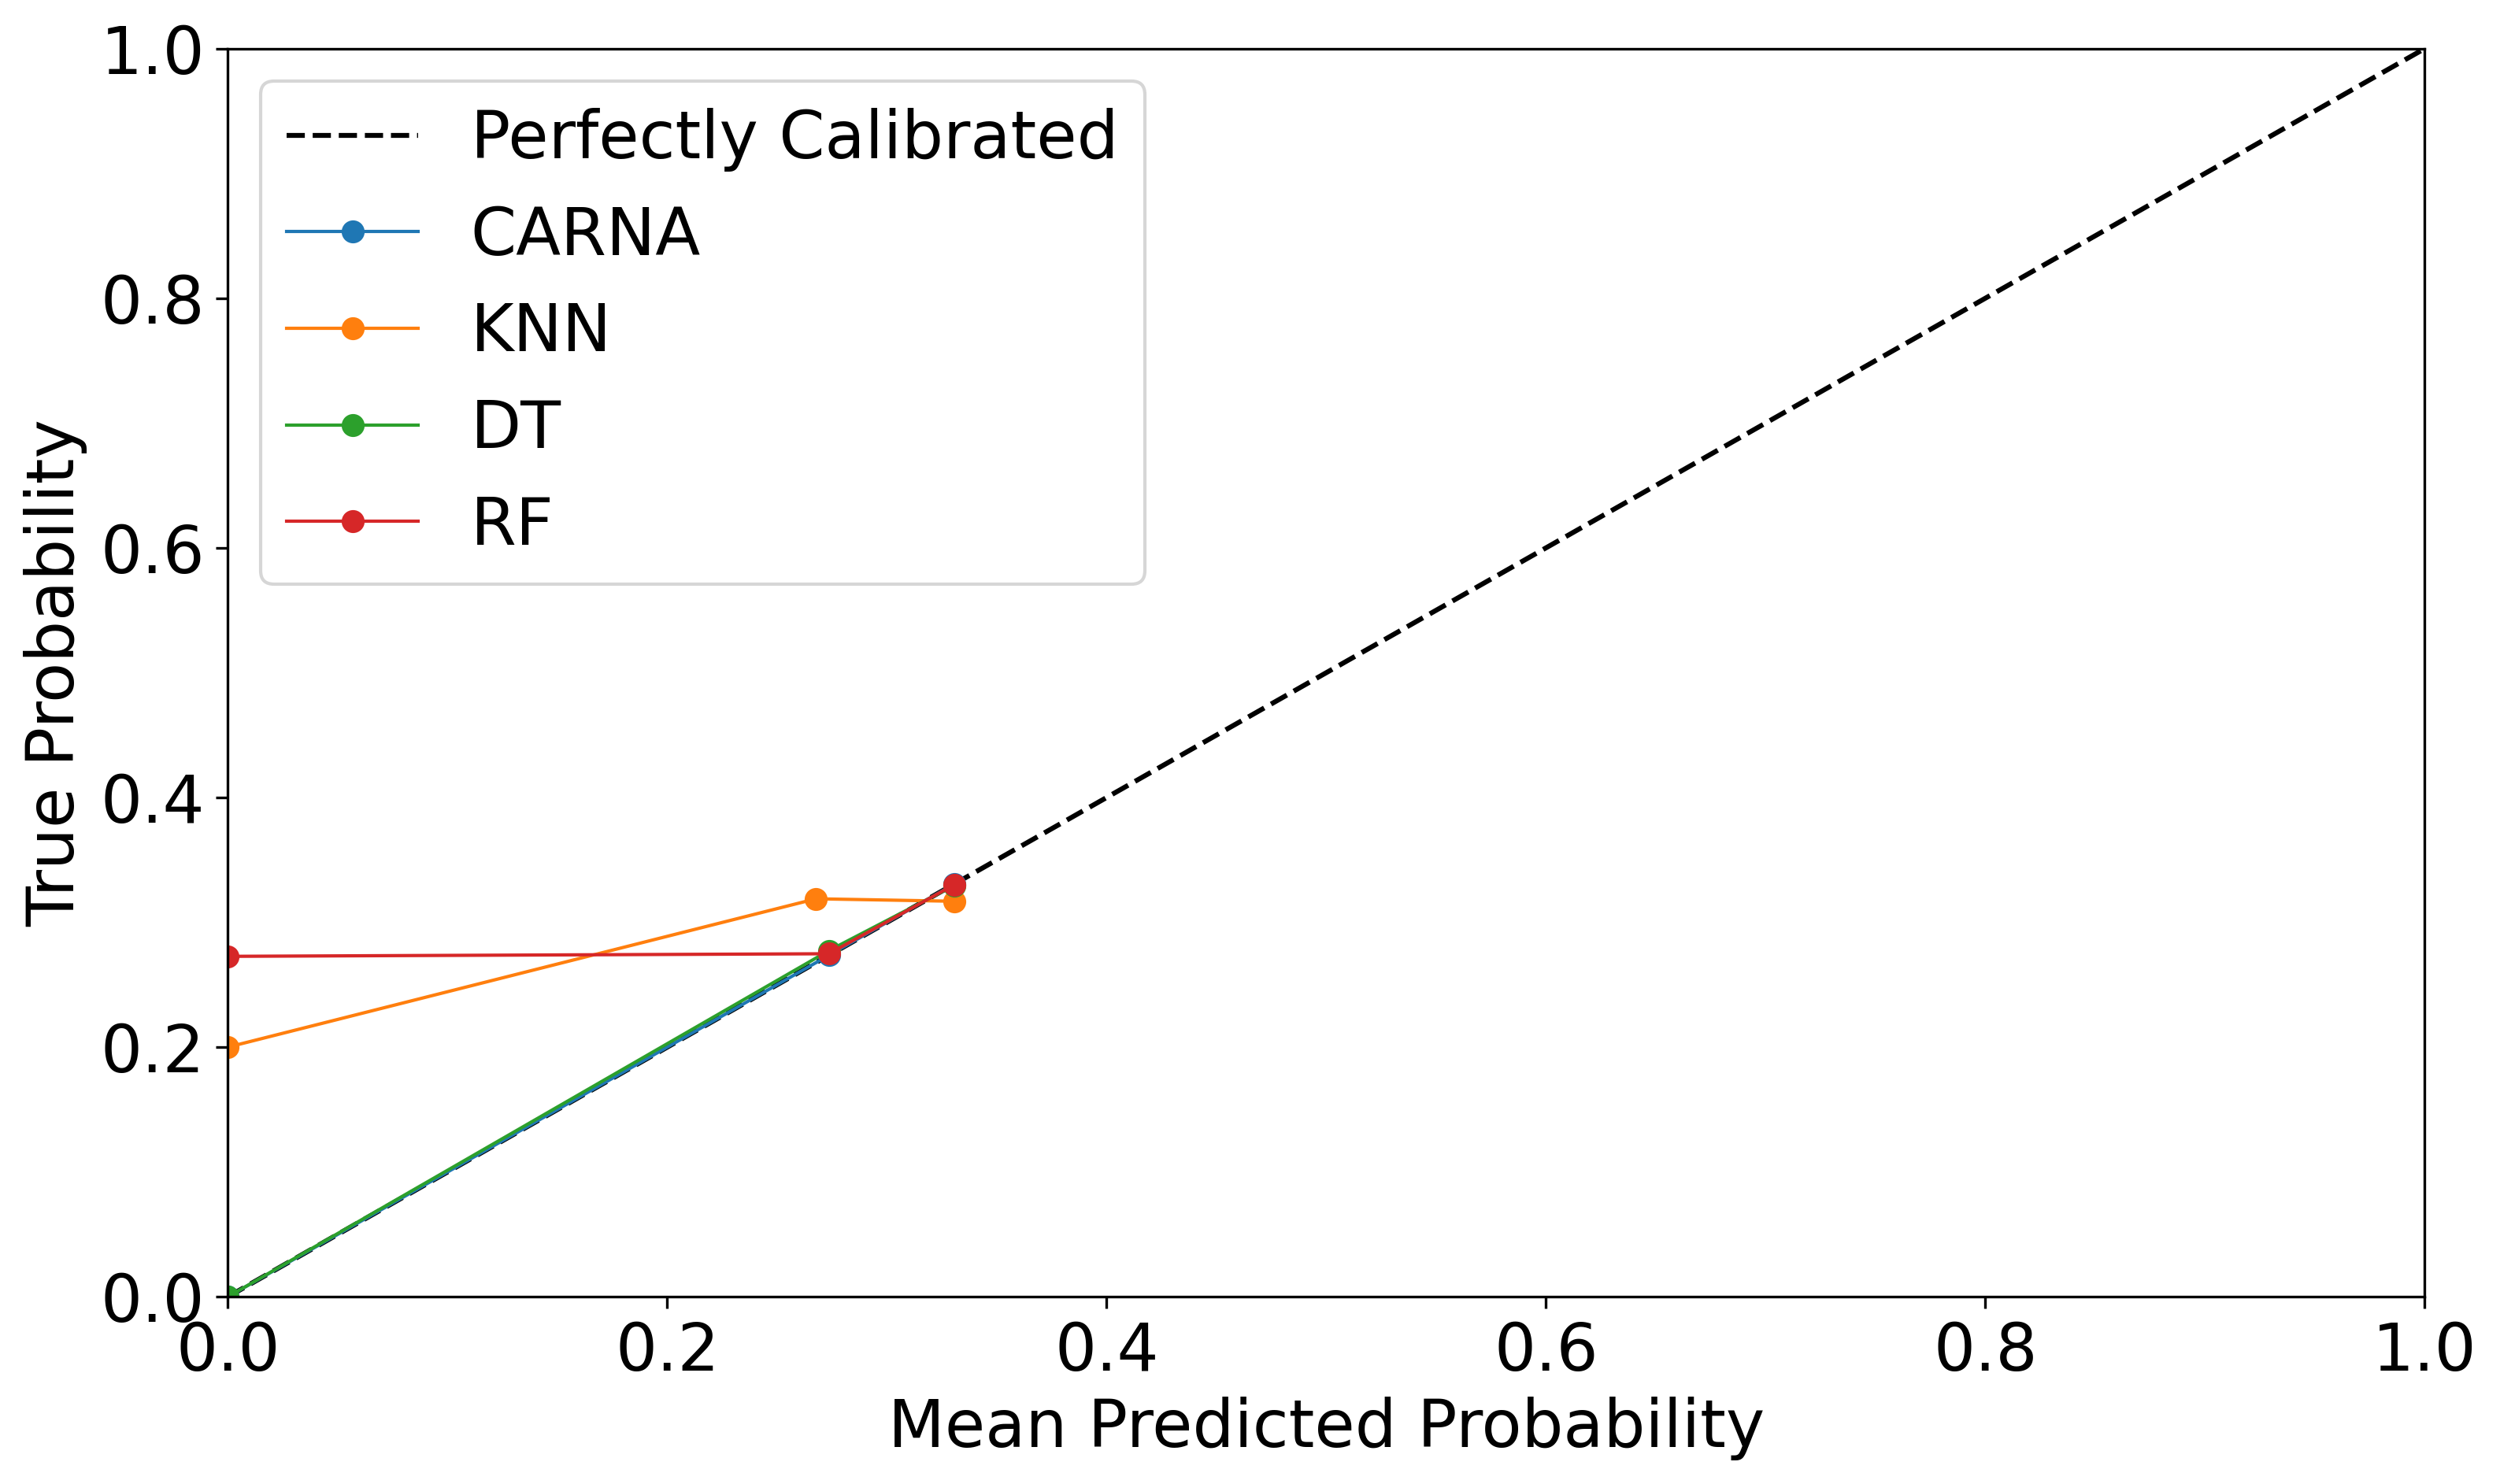 1.0
0.8
0.6
0.4
0.2
0.0
True Probability
Perfectly Calibrated
CARNA
KNN
DT
RF
0.0 0.2 0.4 0.6 0.8 1.0
Mean Predicted Probability